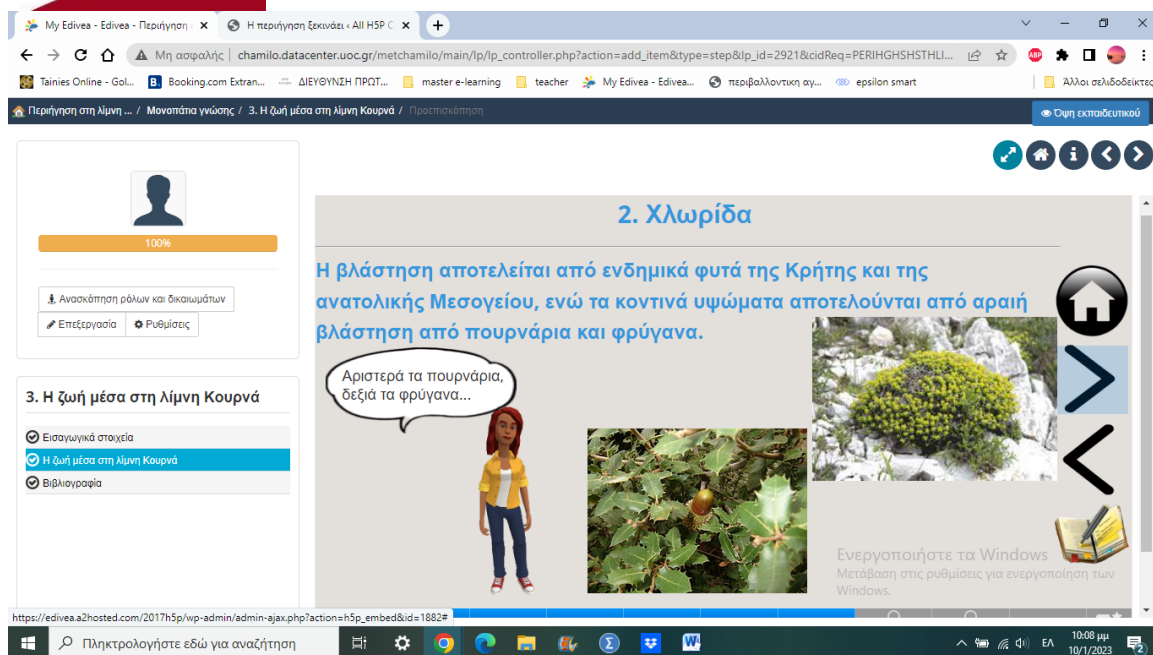 My Edivea - Edivea - Περιήγηση
Η περιήγηση ξεκινάει ‹ All H5P C
Μη ασφαλής | chamilo.datacenter.uoc.gr/metchamilo/main/lp/lp_controller.php?action=add_item&type=step&lp_id=2921&cidReq=PERIHGHSHSTHLI...
ABP
Tainies Online - Gol...
B. Booking.com Extran...
ΔΙΕΥΘΥΝΣΗ ΠΡΩΤ...
master e-learning
teacher
My Edivea - Edivea...
περιβαλλοντικη αγ...
epsilon smart
Άλλοι σελιδοδείκτες
Περιήγηση στη λίμνη ... / Μονοπάτια γνώσης / 3. Η ζωή μέσα στη λίμνη Κουρνά / Προεπισκόπηση
Όψη εκπαιδευτικού
100%
Ανασκόπηση ρόλων και δικαιωμάτων
Επεξεργασία
Ρυθμίσεις
3. Η ζωή μέσα στη λίμνη Κουρνά
Εισαγωγικά στοιχεία
Η ζωή μέσα στη λίμνη Κουρνά
Βιβλιογραφία
2. Χλωρίδα
Η βλάστηση αποτελείται από ενδημικά φυτά της Κρήτης και της
ανατολικής Μεσογείου, ενώ τα κοντινά υψώματα αποτελούνται από αραιή
βλάστηση από πουρνάρια και φρύγανα.
Αριστερά τα πουρνάρια,
δεξιά τα φρύγανα...
Ενεργοποιήστε τα Windows
Μετάβαση στις ρυθμίσεις για ενεργοποίηση των
Windows.
https://edivea.a2hosted.com/2017h5p/wp-admin/admin-ajax.php?action=h5p_embed&id=1882#
Πληκτρολογήστε εδώ για αναζήτηση
ΕΛ
10:08 μμ
10/1/2023